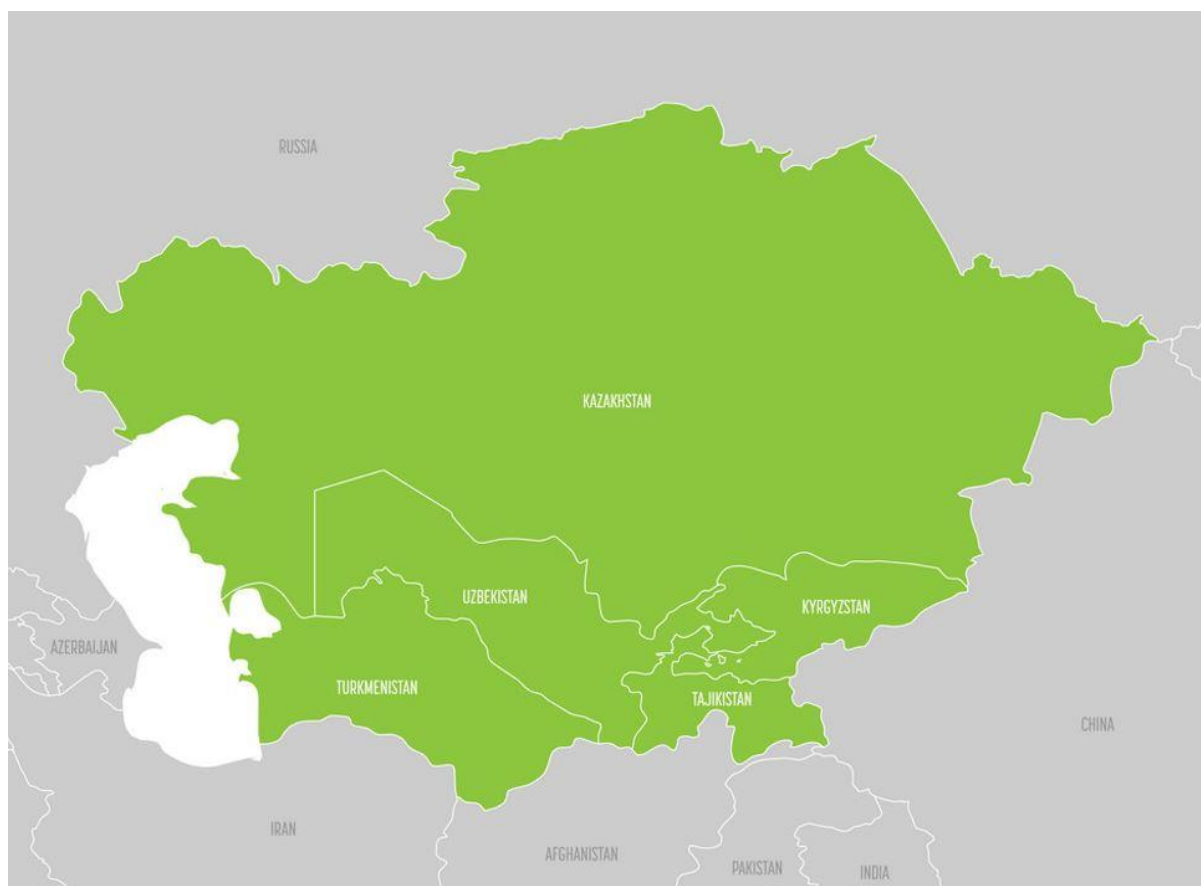 RUSSIA
KAZAKHSTAN
UZBEKISTAN
KYRGYZSTAN
AZERBAIJAN
TURKMENISTAN
TAJIKISTAN
CHINA
IRAN
AFGHANISTAN
PAKISTAN
INDIA